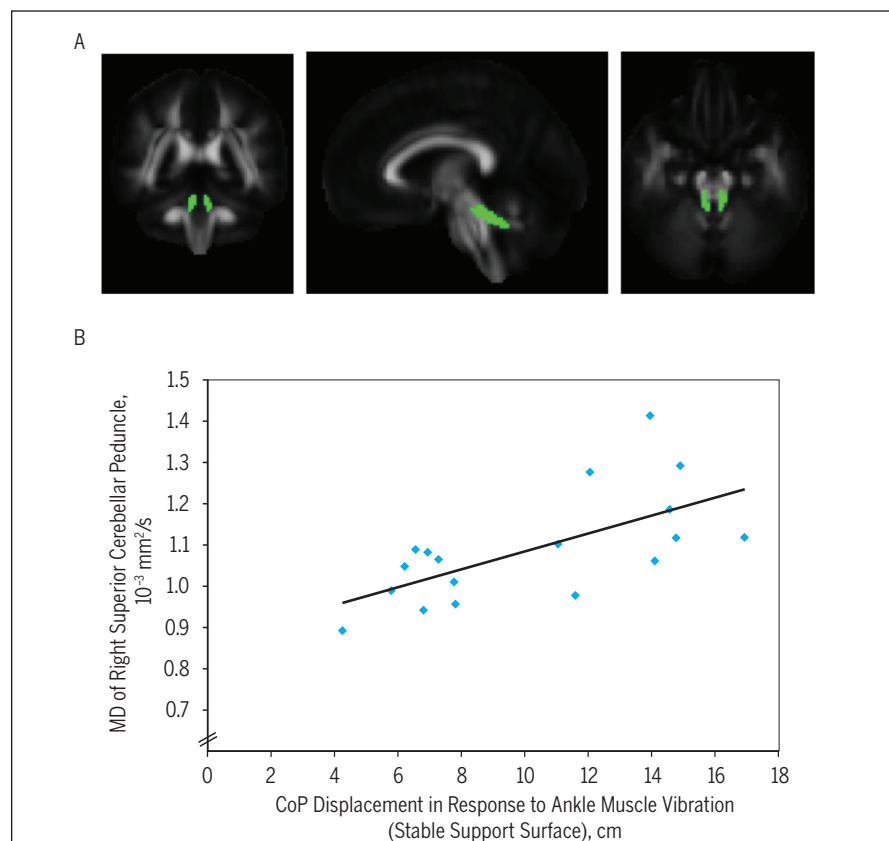 A
B
MD of Right Superior Cerebellar Peduncle,
10⁻³ mm²/s
1.5
1.4
1.3
1.2
1.1
1.0
0.9
0.8
0.7
0 2 4 6 8 10 12 14 16 18
CoP Displacement in Response to Ankle Muscle Vibration
(Stable Support Surface), cm